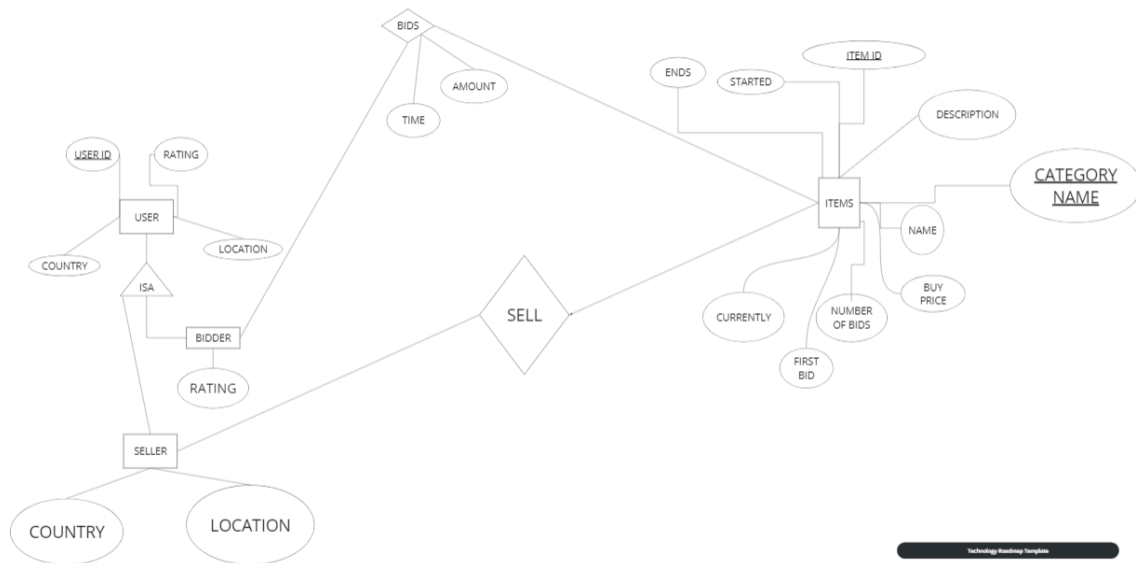 BIDS
ITEM ID
ENDS
STARTED
AMOUNT
DESCRIPTION
TIME
USER ID
RATING
CATEGORY
NAME
ITEMS
USER
NAME
LOCATION
COUNTRY
ISA
BUY
PRICE
SELL
CURRENTLY
NUMBER
OF BIDS
BIDDER
FIRST
BID
RATING
SELLER
COUNTRY
LOCATION
Technology Roadmap Template